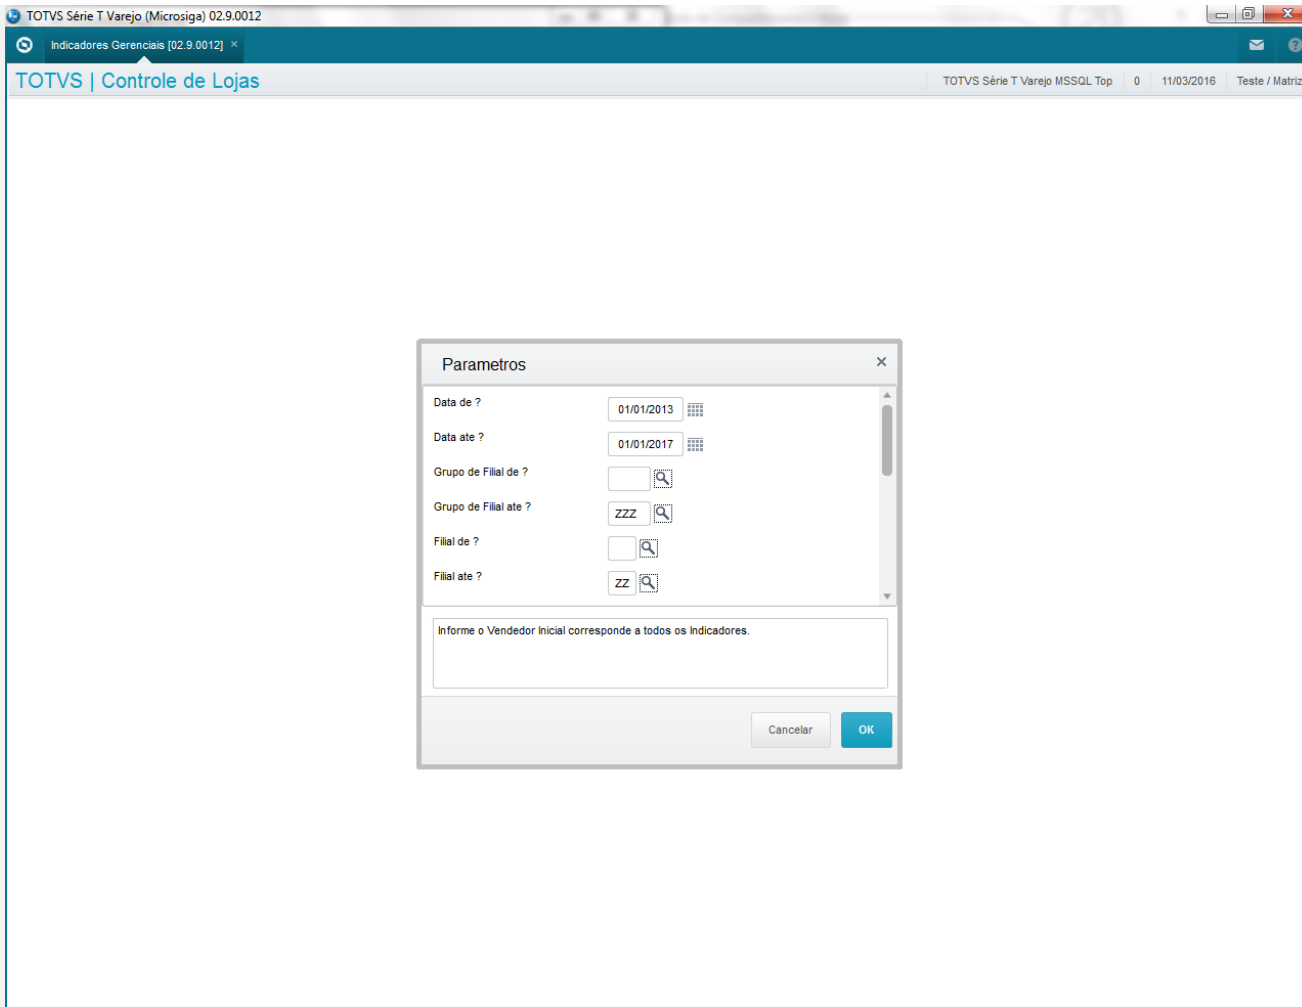 TOTVS Série T Varejo (Microsiga) 02.9.0012
Indicadores Gerenciais [02.9.0012] ×
TOTVS | Controle de Lojas
TOTVS Série T Varejo MSSQL Top 0 11/03/2016 Teste / Matriz
Parametros ×
Data de ? 01/01/2013
Data ate ? 01/01/2017
Grupo de Filial de ?
Grupo de Filial ate ? ZZZ
Filial de ?
Filial ate ? ZZ
Informe o Vendedor Inicial corresponde a todos os Indicadores.
Cancelar OK